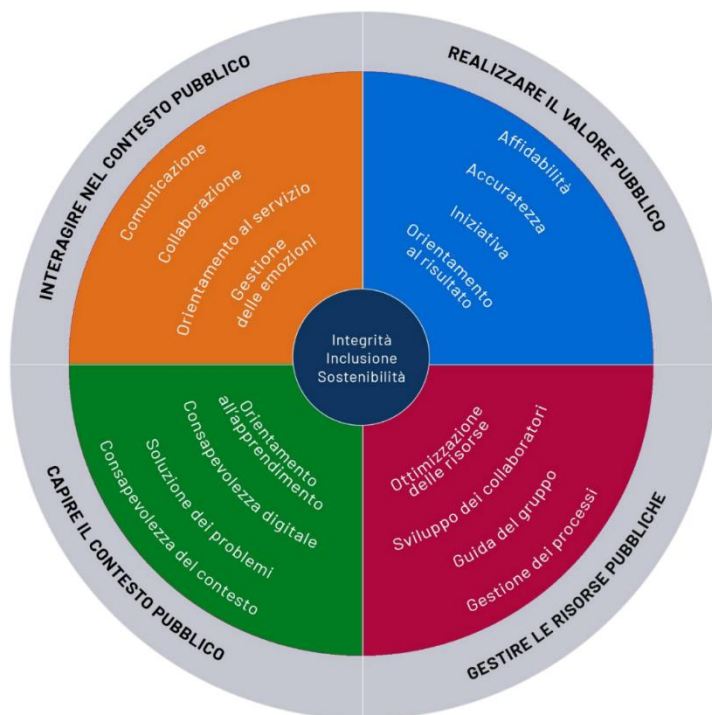 INTERAGIRE NEL CONTESTO PUBBLICO
Comunicazione
Collaborazione
Orientamento al servizio
Gestione
delle emozioni
REALIZZARE IL VALORE PUBBLICO
Affidabilità
Accuratezza
Iniziativa
Orientamento
al risultato
Integrità
Inclusione
Sostenibilità
CAPIRE IL CONTESTO PUBBLICO
Orientamento
all'apprendimento
Consapevolezza digitale
Soluzione dei problemi
Consapevolezza del contesto
GESTIRE LE RISORSE PUBBLICHE
Ottimizzazione
delle risorse
Sviluppo dei collaboratori
Guida del gruppo
Gestione dei processi